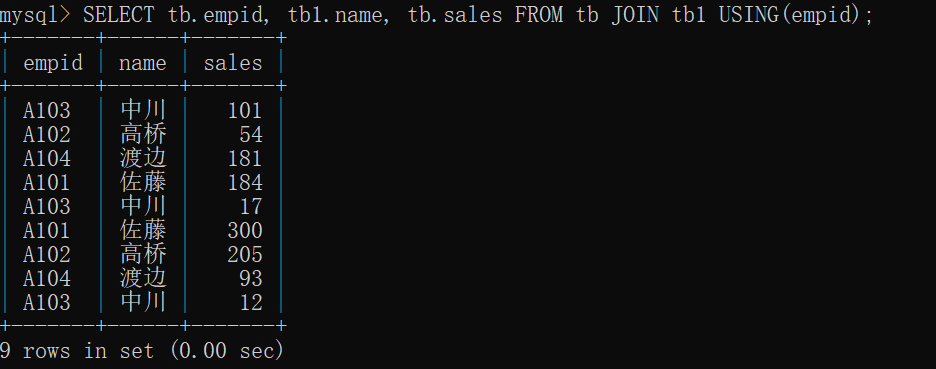 mysql> SELECT tb.empid, tb1.name, tb.sales FROM tb JOIN tb1 USING(empid);
+-------+------+-------+
| empid | name | sales |
+-------+------+-------+
| A103  | 中川 |   101 |
| A102  | 高桥 |    54 |
| A104  | 渡边 |   181 |
| A101  | 佐藤 |   184 |
| A103  | 中川 |    17 |
| A101  | 佐藤 |   300 |
| A102  | 高桥 |   205 |
| A104  | 渡边 |    93 |
| A103  | 中川 |    12 |
+-------+------+-------+
9 rows in set (0.00 sec)